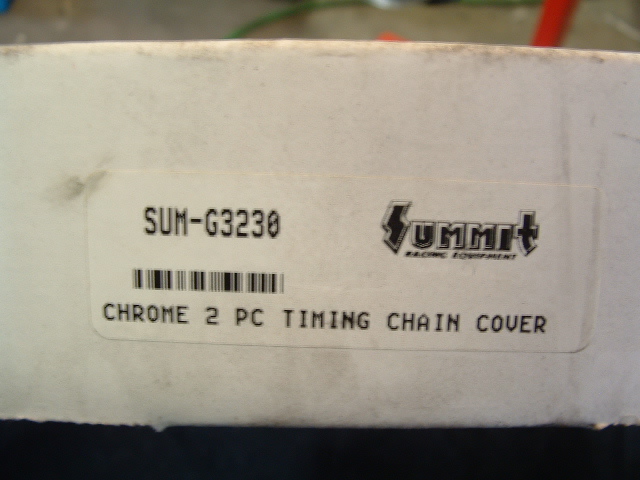 SUM-G3230
Summit
RACING EQUIPMENT
CHROME 2 PC TIMING CHAIN COVER